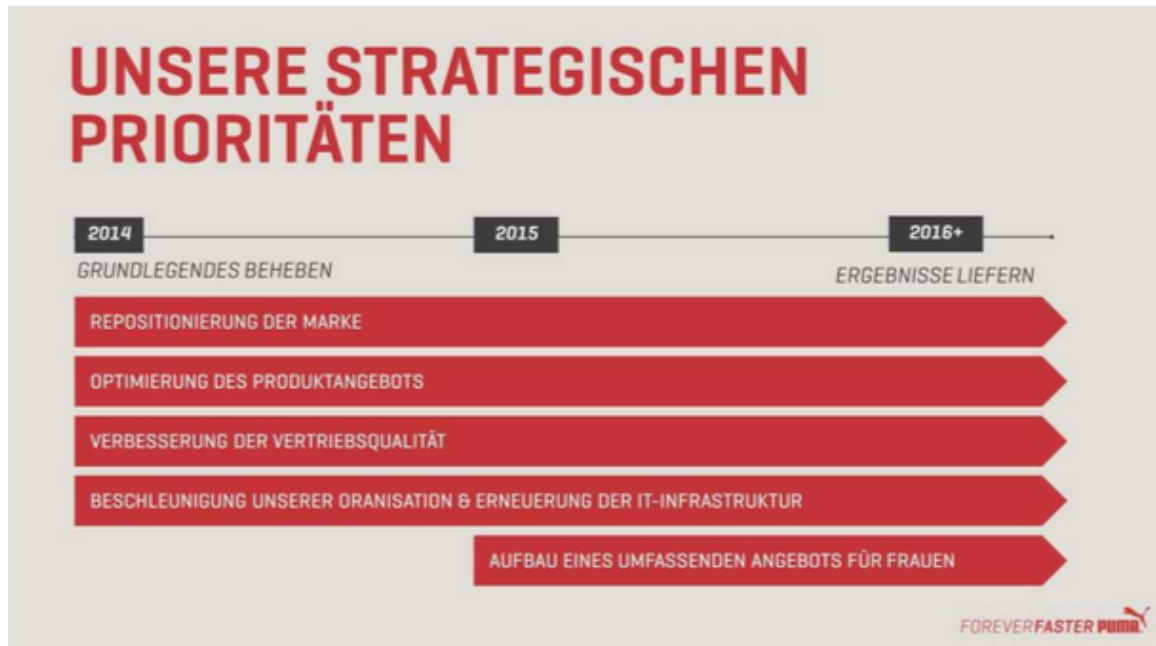 UNSERE STRATEGISCHEN
PRIORITÄTEN
2014
2015
2016+
GRUNDLEGENDES BEHEBEN
ERGEBNISSE LIEFERN
REPOSITIONIERUNG DER MARKE
OPTIMIERUNG DES PRODUKTANGEBOTS
VERBESSERUNG DER VERTRIEBSQUALITÄT
BESCHLEUNIGUNG UNSERER ORANISATION & ERNEUERUNG DER IT-INFRASTRUKTUR
AUFBAU EINES UMFASSENDEN ANGEBOTS FÜR FRAUEN
FOREVERFASTER PUMA